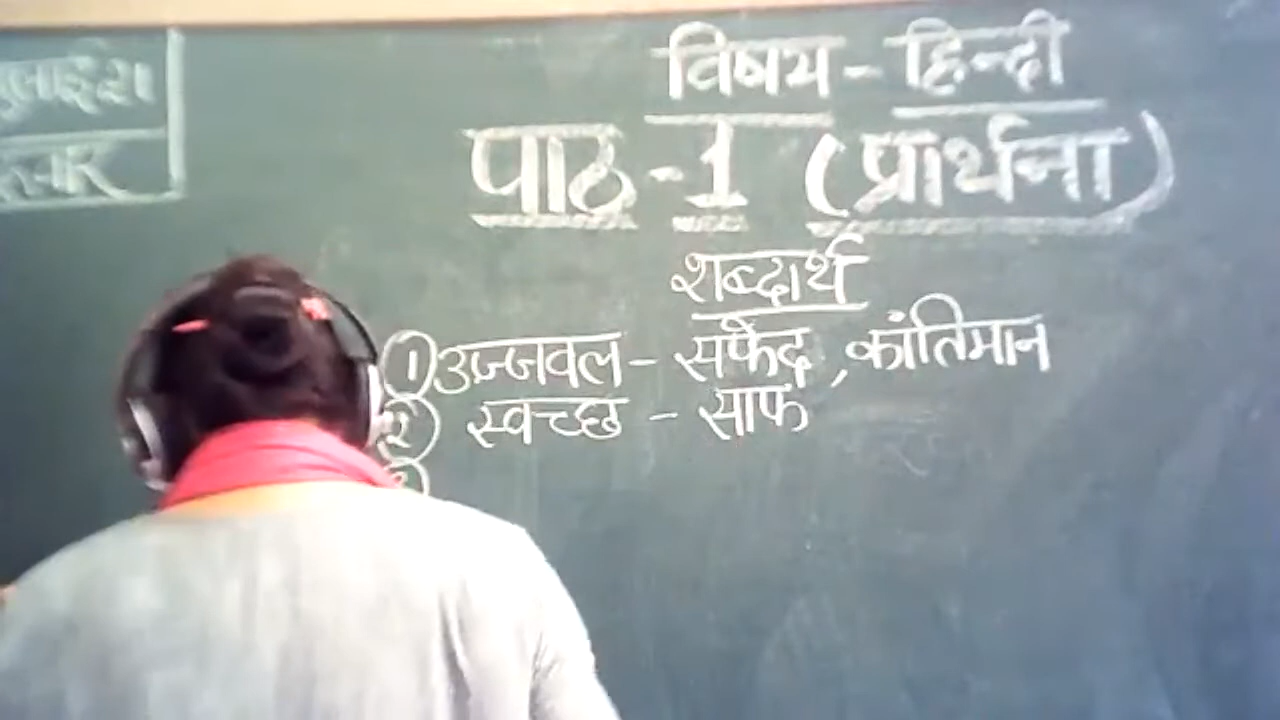 विषय - हिन्दी
पाठ - 1 (प्रार्थना)
शब्दार्थ
① उज्जवल - सफेद, कांतिमान
② स्वच्छ - साफ